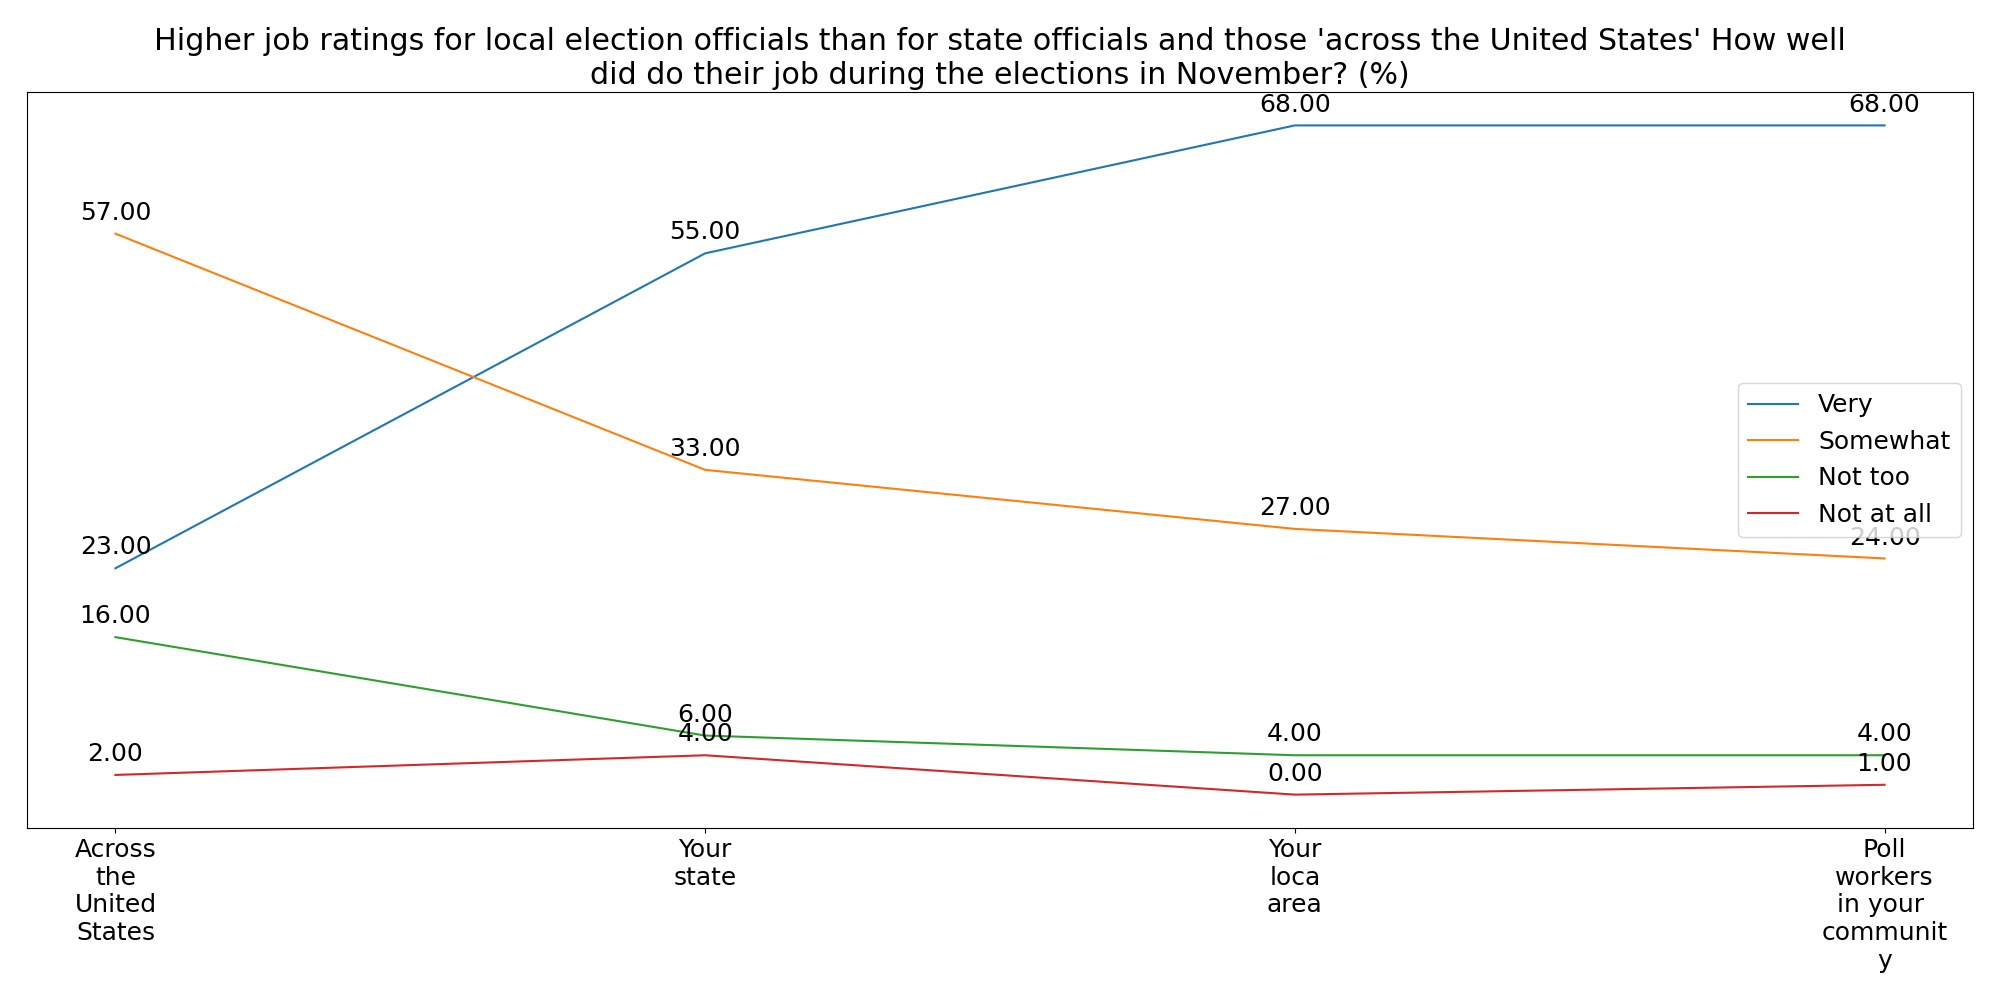 Higher job ratings for local election officials than for state officials and those 'across the United States' How well
did do their job during the elections in November? (%)
68.00
68.00
57.00
55.00
33.00
27.00
24.00
23.00
16.00
6.00
4.00
4.00
4.00
2.00
0.00
1.00
Very
Somewhat
Not too
Not at all
Across
the
United
States
Your
state
Your
loca
area
Poll
workers
in your
communit
y